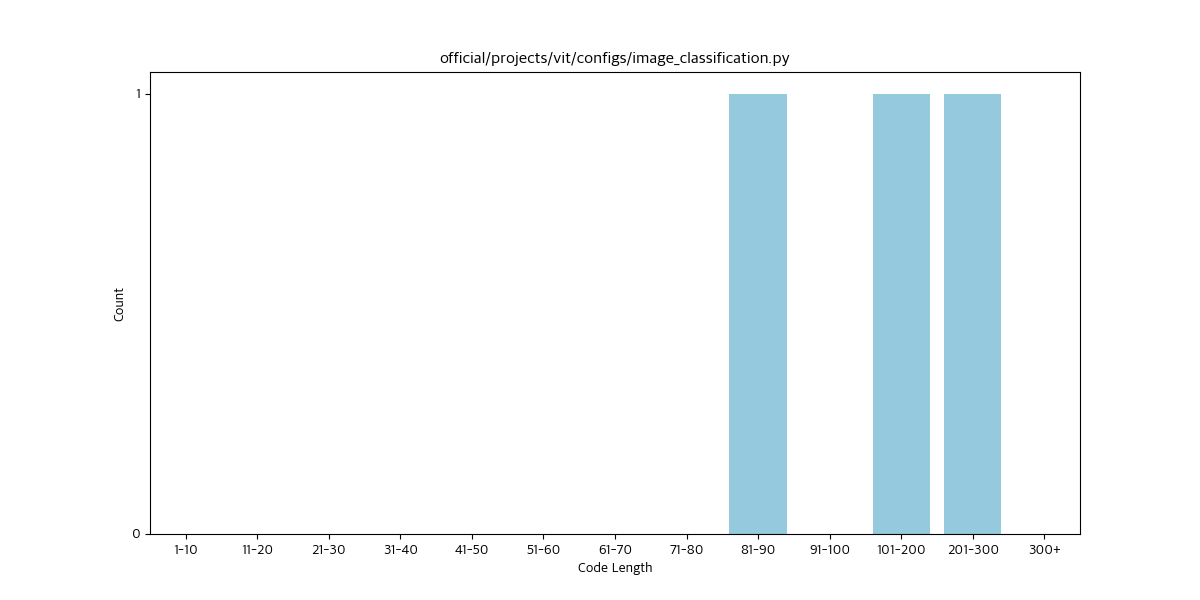 official/projects/vit/configs/image_classification.py
1
Count
0
1-10 11-20 21-30 31-40 41-50 51-60 61-70 71-80 81-90 91-100 101-200 201-300 300+
Code Length